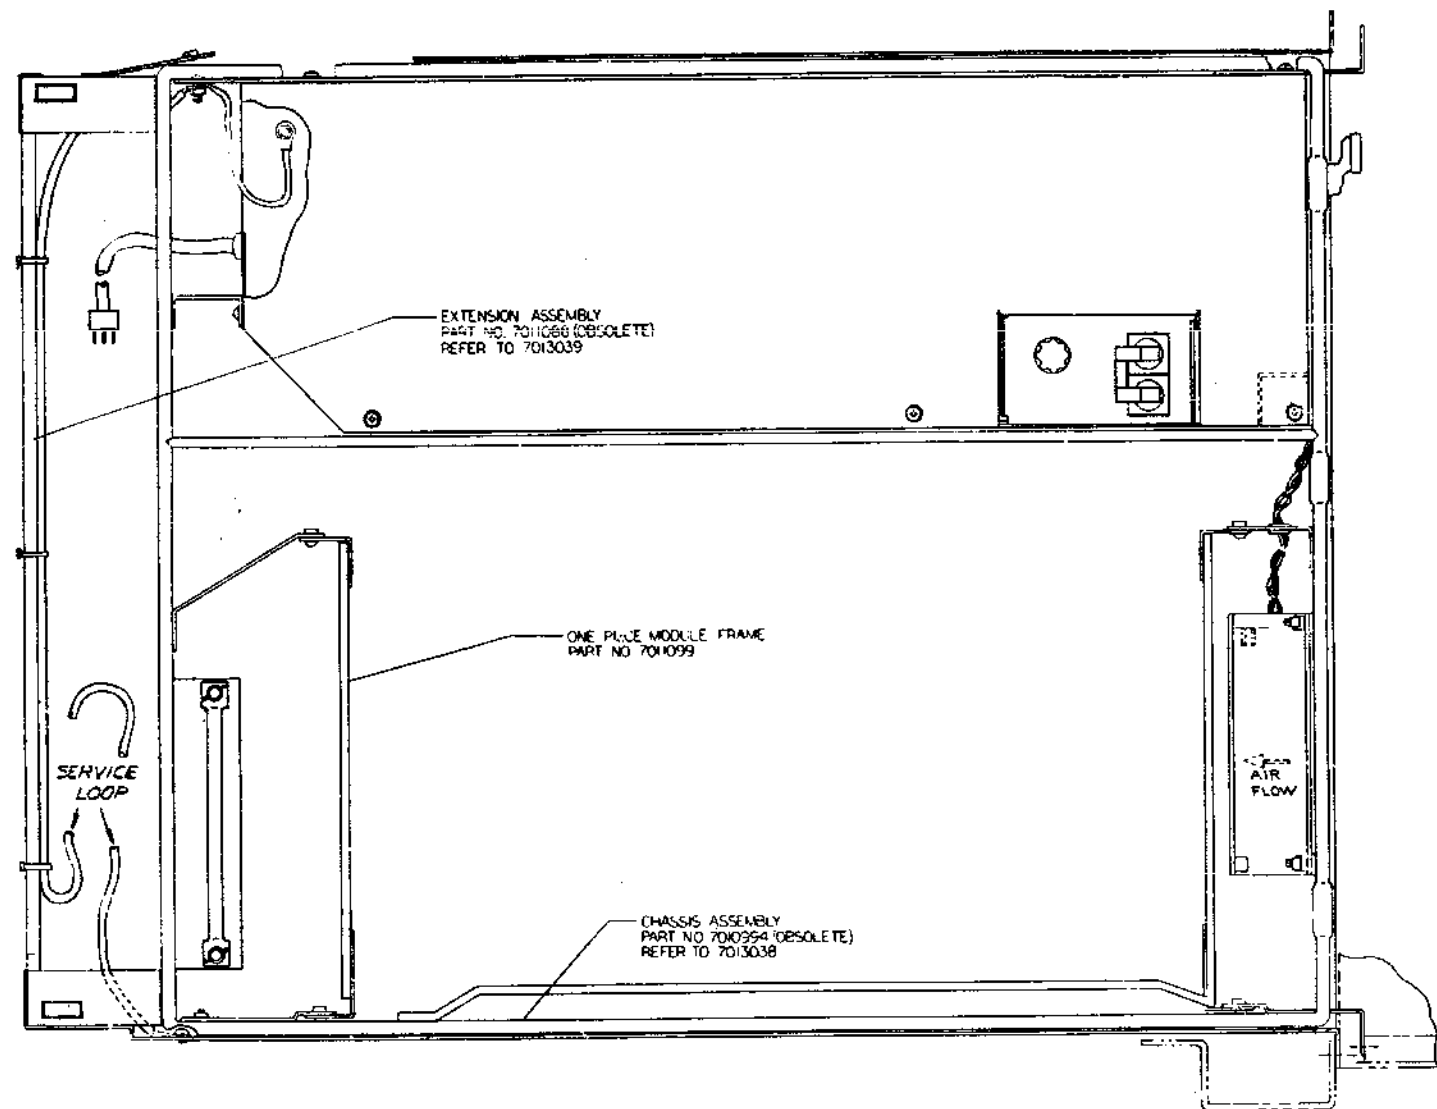 EXTENSION ASSEMBLY
PART NO. 7011088 (OBSOLETE)
REFER TO 7013039
ONE PIECE MODULE FRAME
PART NO 7011099
SERVICE
LOOP
AIR
FLOW
CHASSIS ASSEMBLY
PART NO 7010994 (OBSOLETE)
REFER TO 7013038